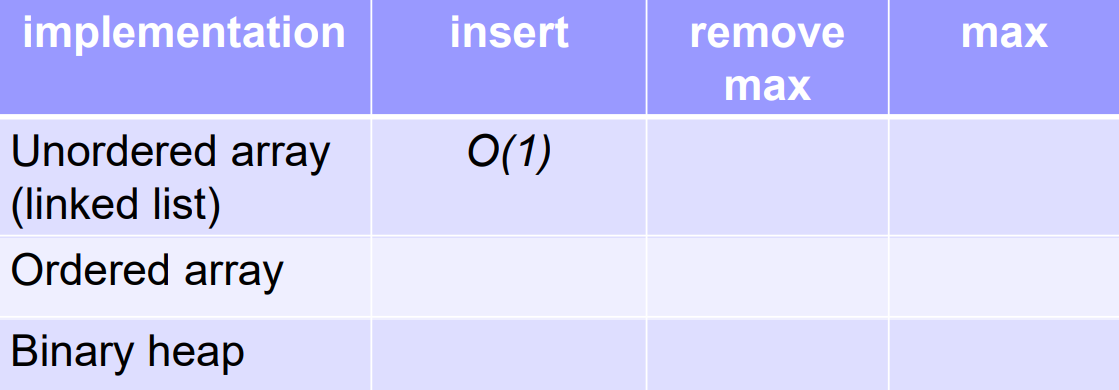 implementation insert remove max
max
Unordered array O(1)
(linked list)
Ordered array
Binary heap